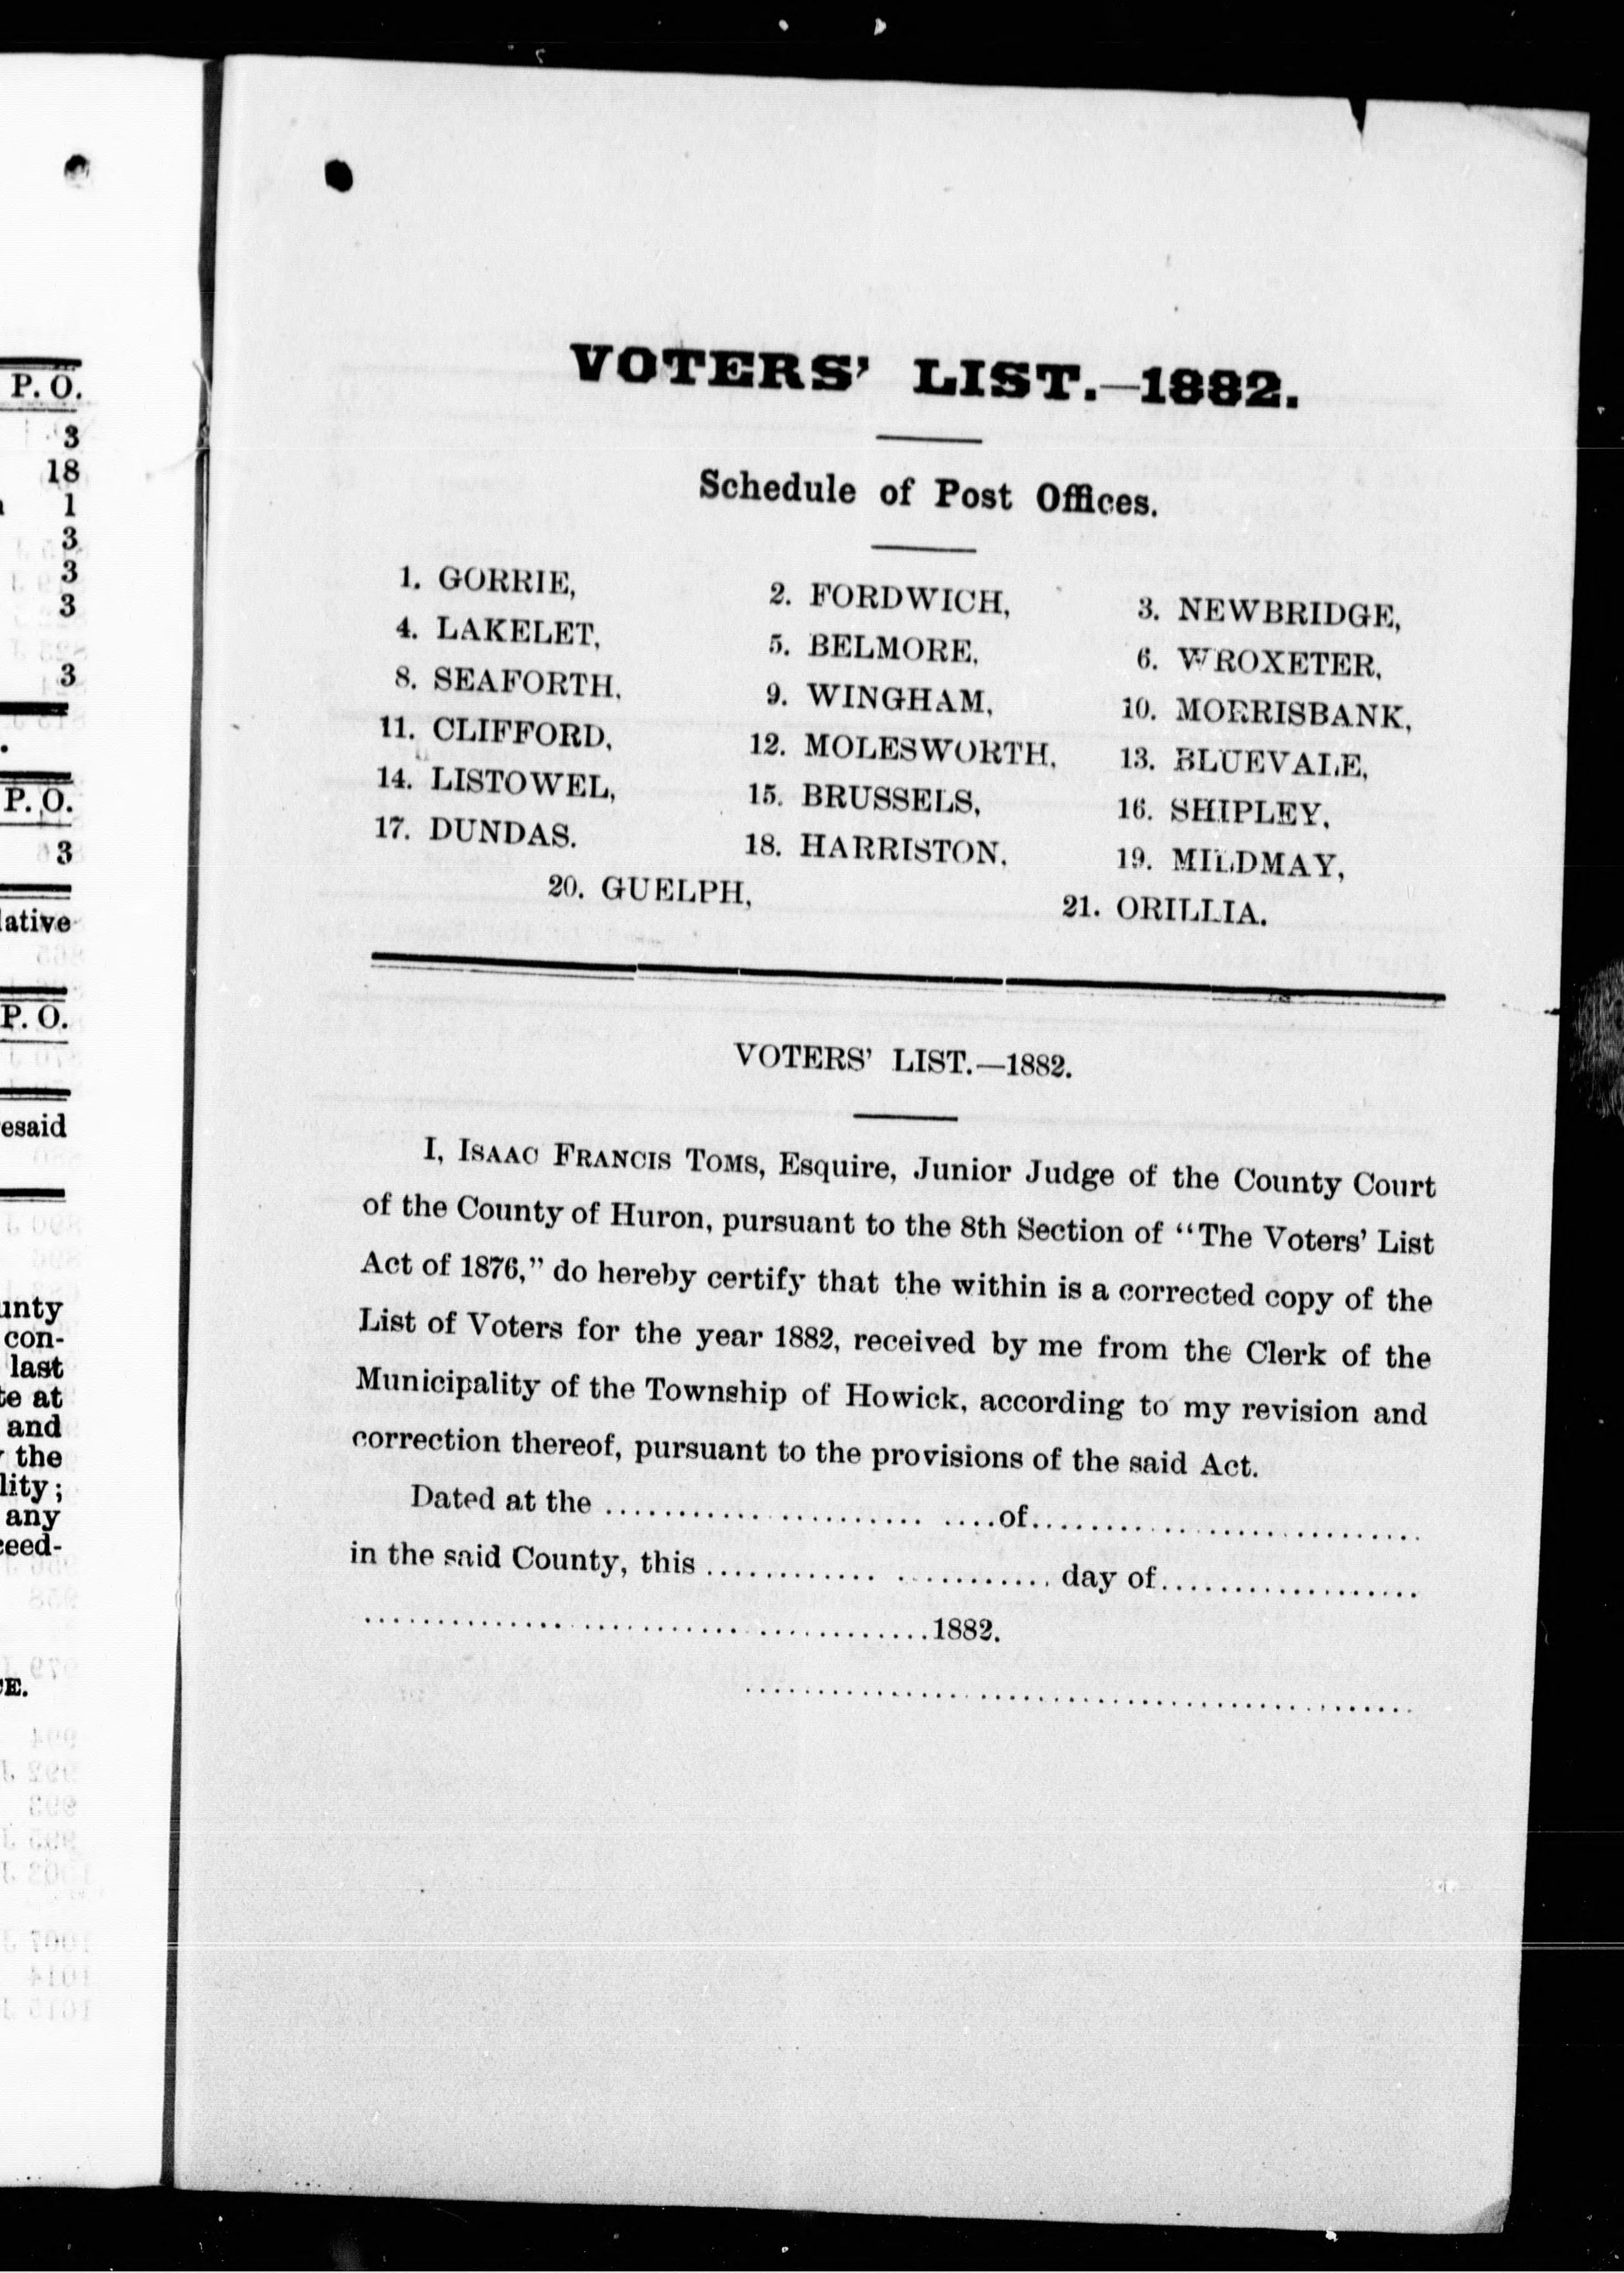 P. O.
3
18
1
3
3
3
3
P. O.
3
lative
P. O.
esaid
unty
con-
last
te at
and
the
lity;
any
ceed-
CE.
VOTERS' LIST.—1882.
Schedule of Post Offices.
1. GORRIE, 2. FORDWICH, 3. NEWBRIDGE,
4. LAKELET, 5. BELMORE, 6. WROXETER,
8. SEAFORTH, 9. WINGHAM, 10. MORRISBANK,
11. CLIFFORD, 12. MOLESWORTH, 13. BLUEVALE,
14. LISTOWEL, 15. BRUSSELS, 16. SHIPLEY,
17. DUNDAS. 18. HARRISTON, 19. MILDMAY,
20. GUELPH, 21. ORILLIA.
VOTERS' LIST.—1882.
I, ISAAC FRANCIS TOMS, Esquire, Junior Judge of the County Court
of the County of Huron, pursuant to the 8th Section of "The Voters' List
Act of 1876," do hereby certify that the within is a corrected copy of the
List of Voters for the year 1882, received by me from the Clerk of the
Municipality of the Township of Howick, according to my revision and
correction thereof, pursuant to the provisions of the said Act.
Dated at the ........................ of........................
in the said County, this ........................ day of..................
........................................1882.
................................................